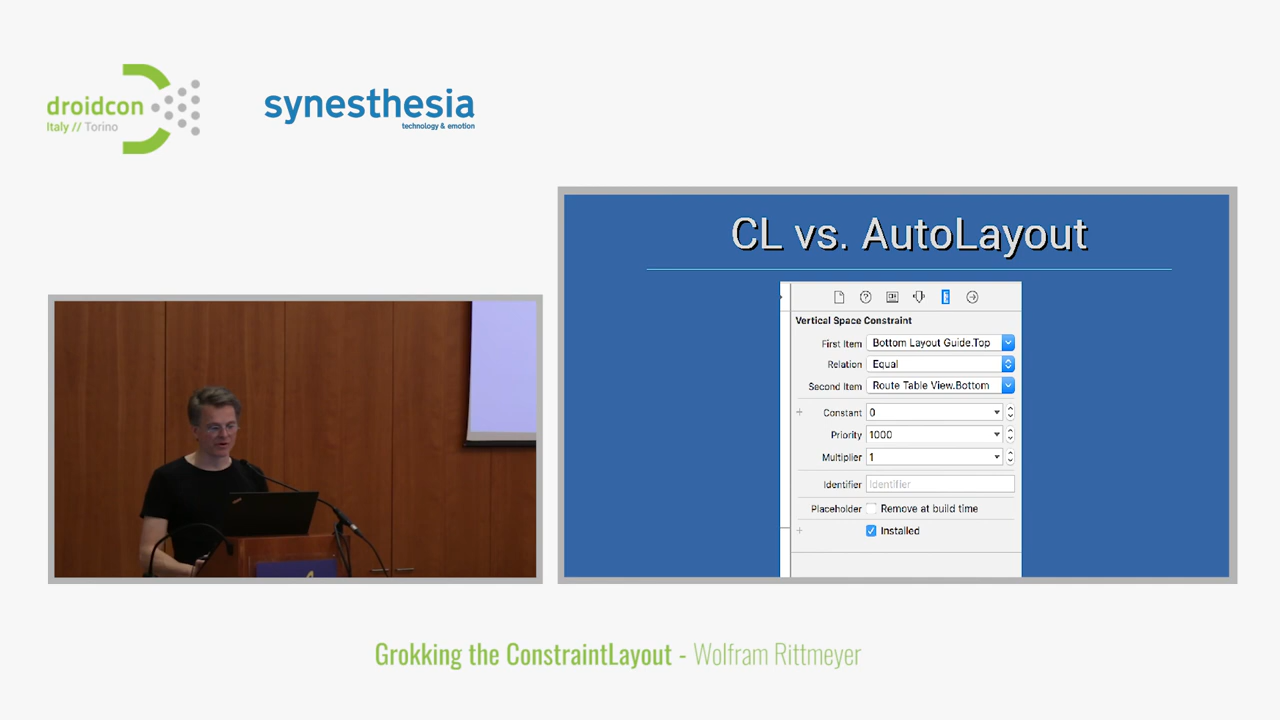 droidcon
Italy // Torino
synesthesia
technology & emotion
CL vs. AutoLayout
Vertical Space Constraint
First Item Bottom Layout Guide.Top
Relation Equal
Second Item Route Table View.Bottom
Constant 0
Priority 1000
Multiplier 1
Identifier Identifier
Placeholder Remove at build time
Installed
Grokking the ConstraintLayout - Wolfram Rittmeyer